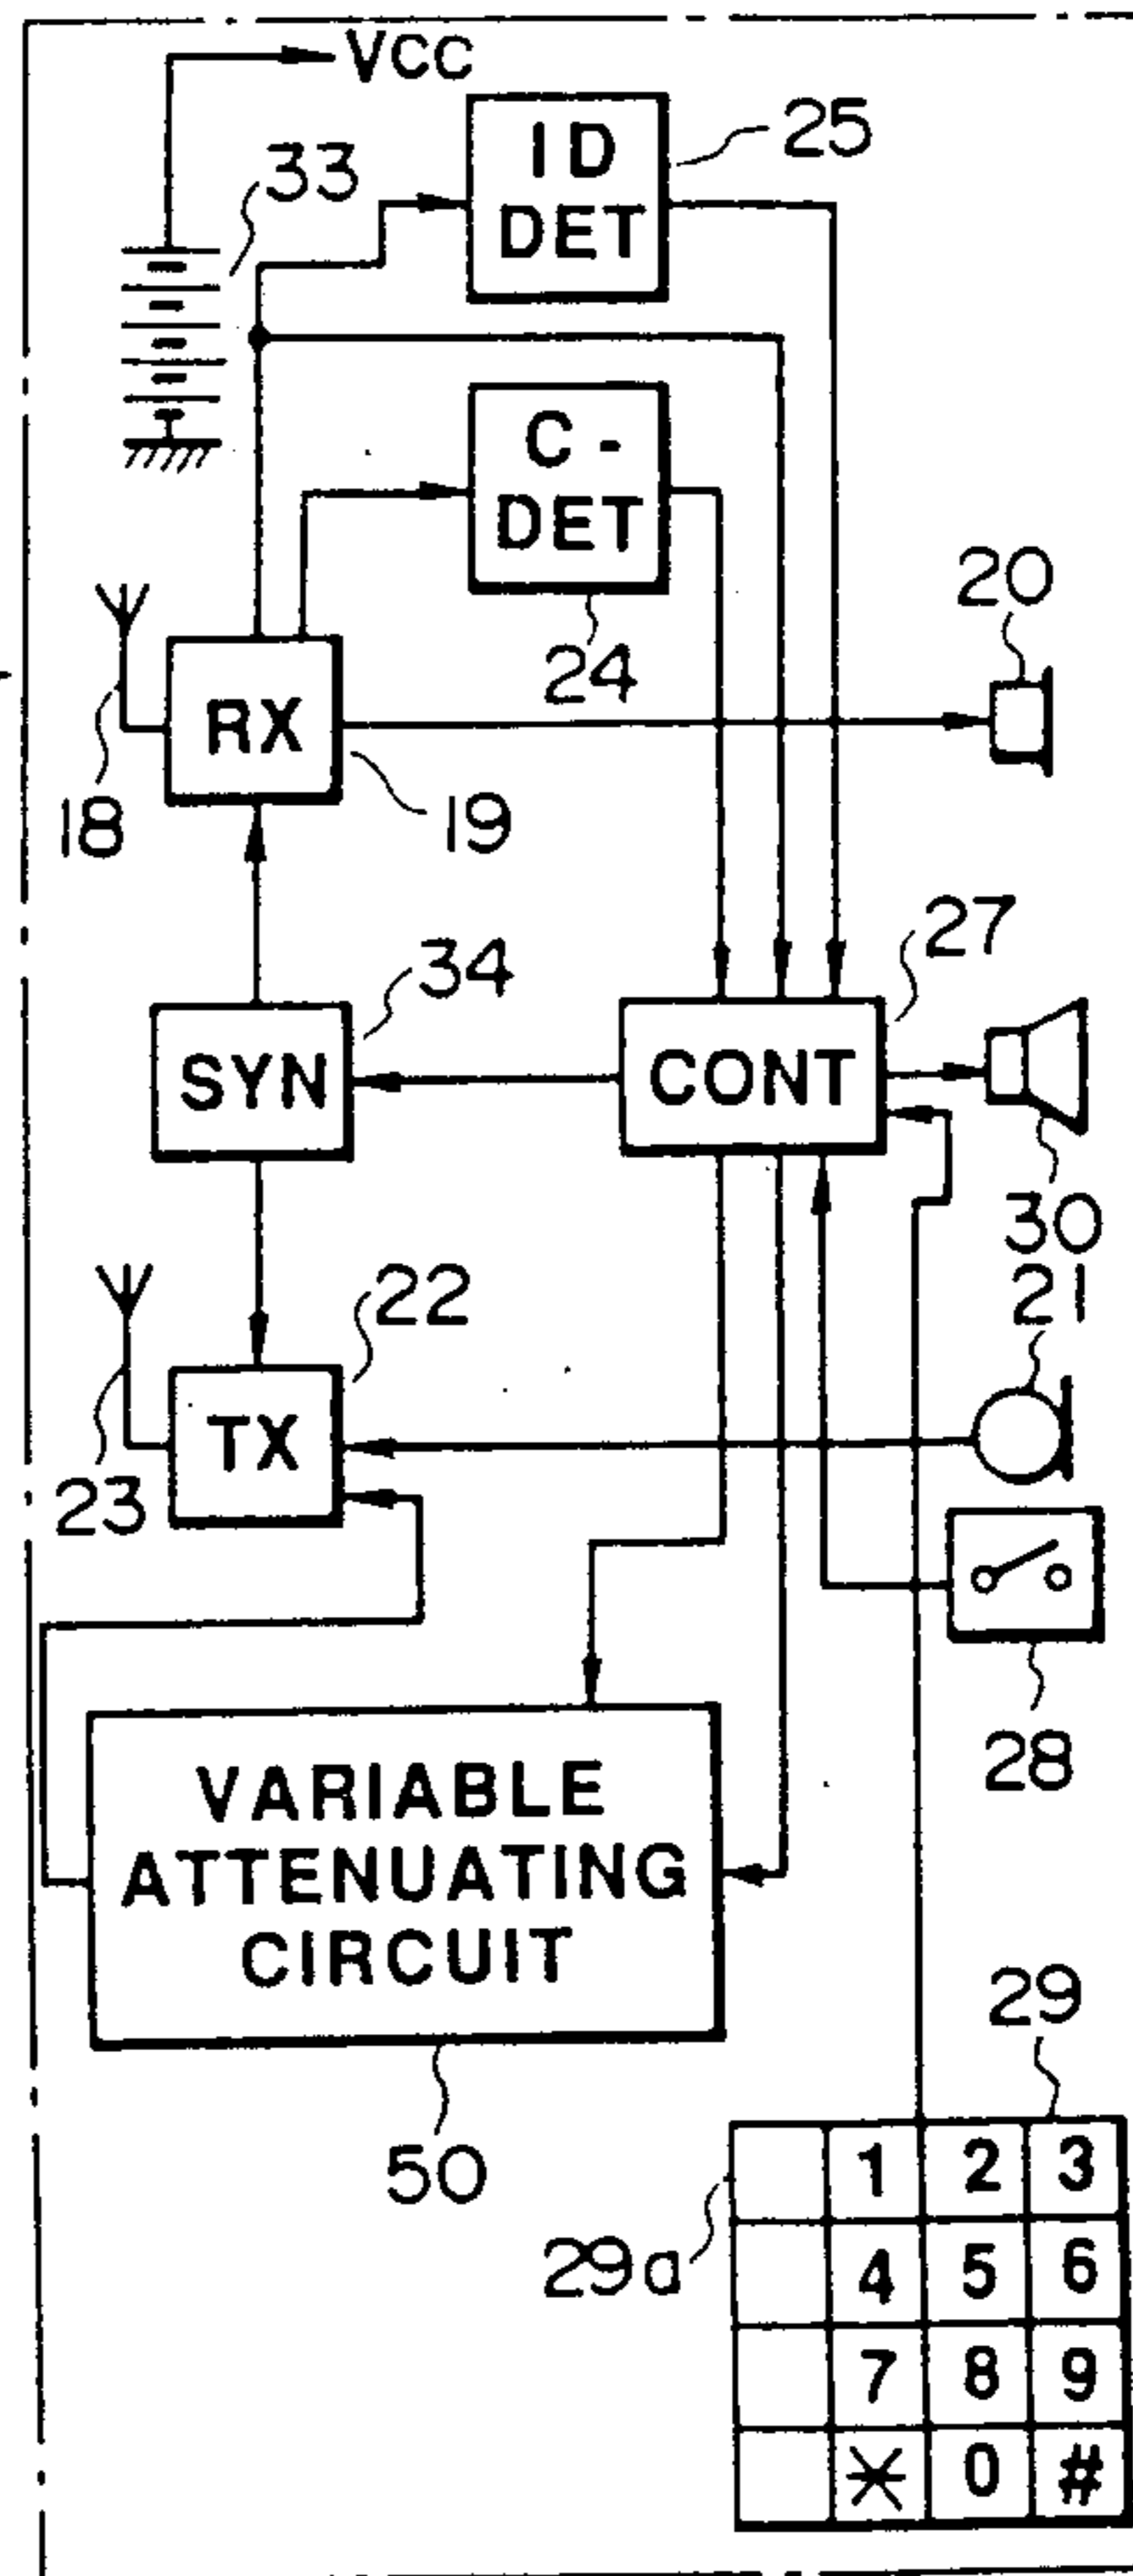 VCC
ID
DET
25
33
C-
DET
24
20
RX
18
19
27
34
SYN
CONT
30
21
22
TX
23
28
VARIABLE
ATTENUATING
CIRCUIT
50
29
29a
1 2 3
4 5 6
7 8 9
* 0 #